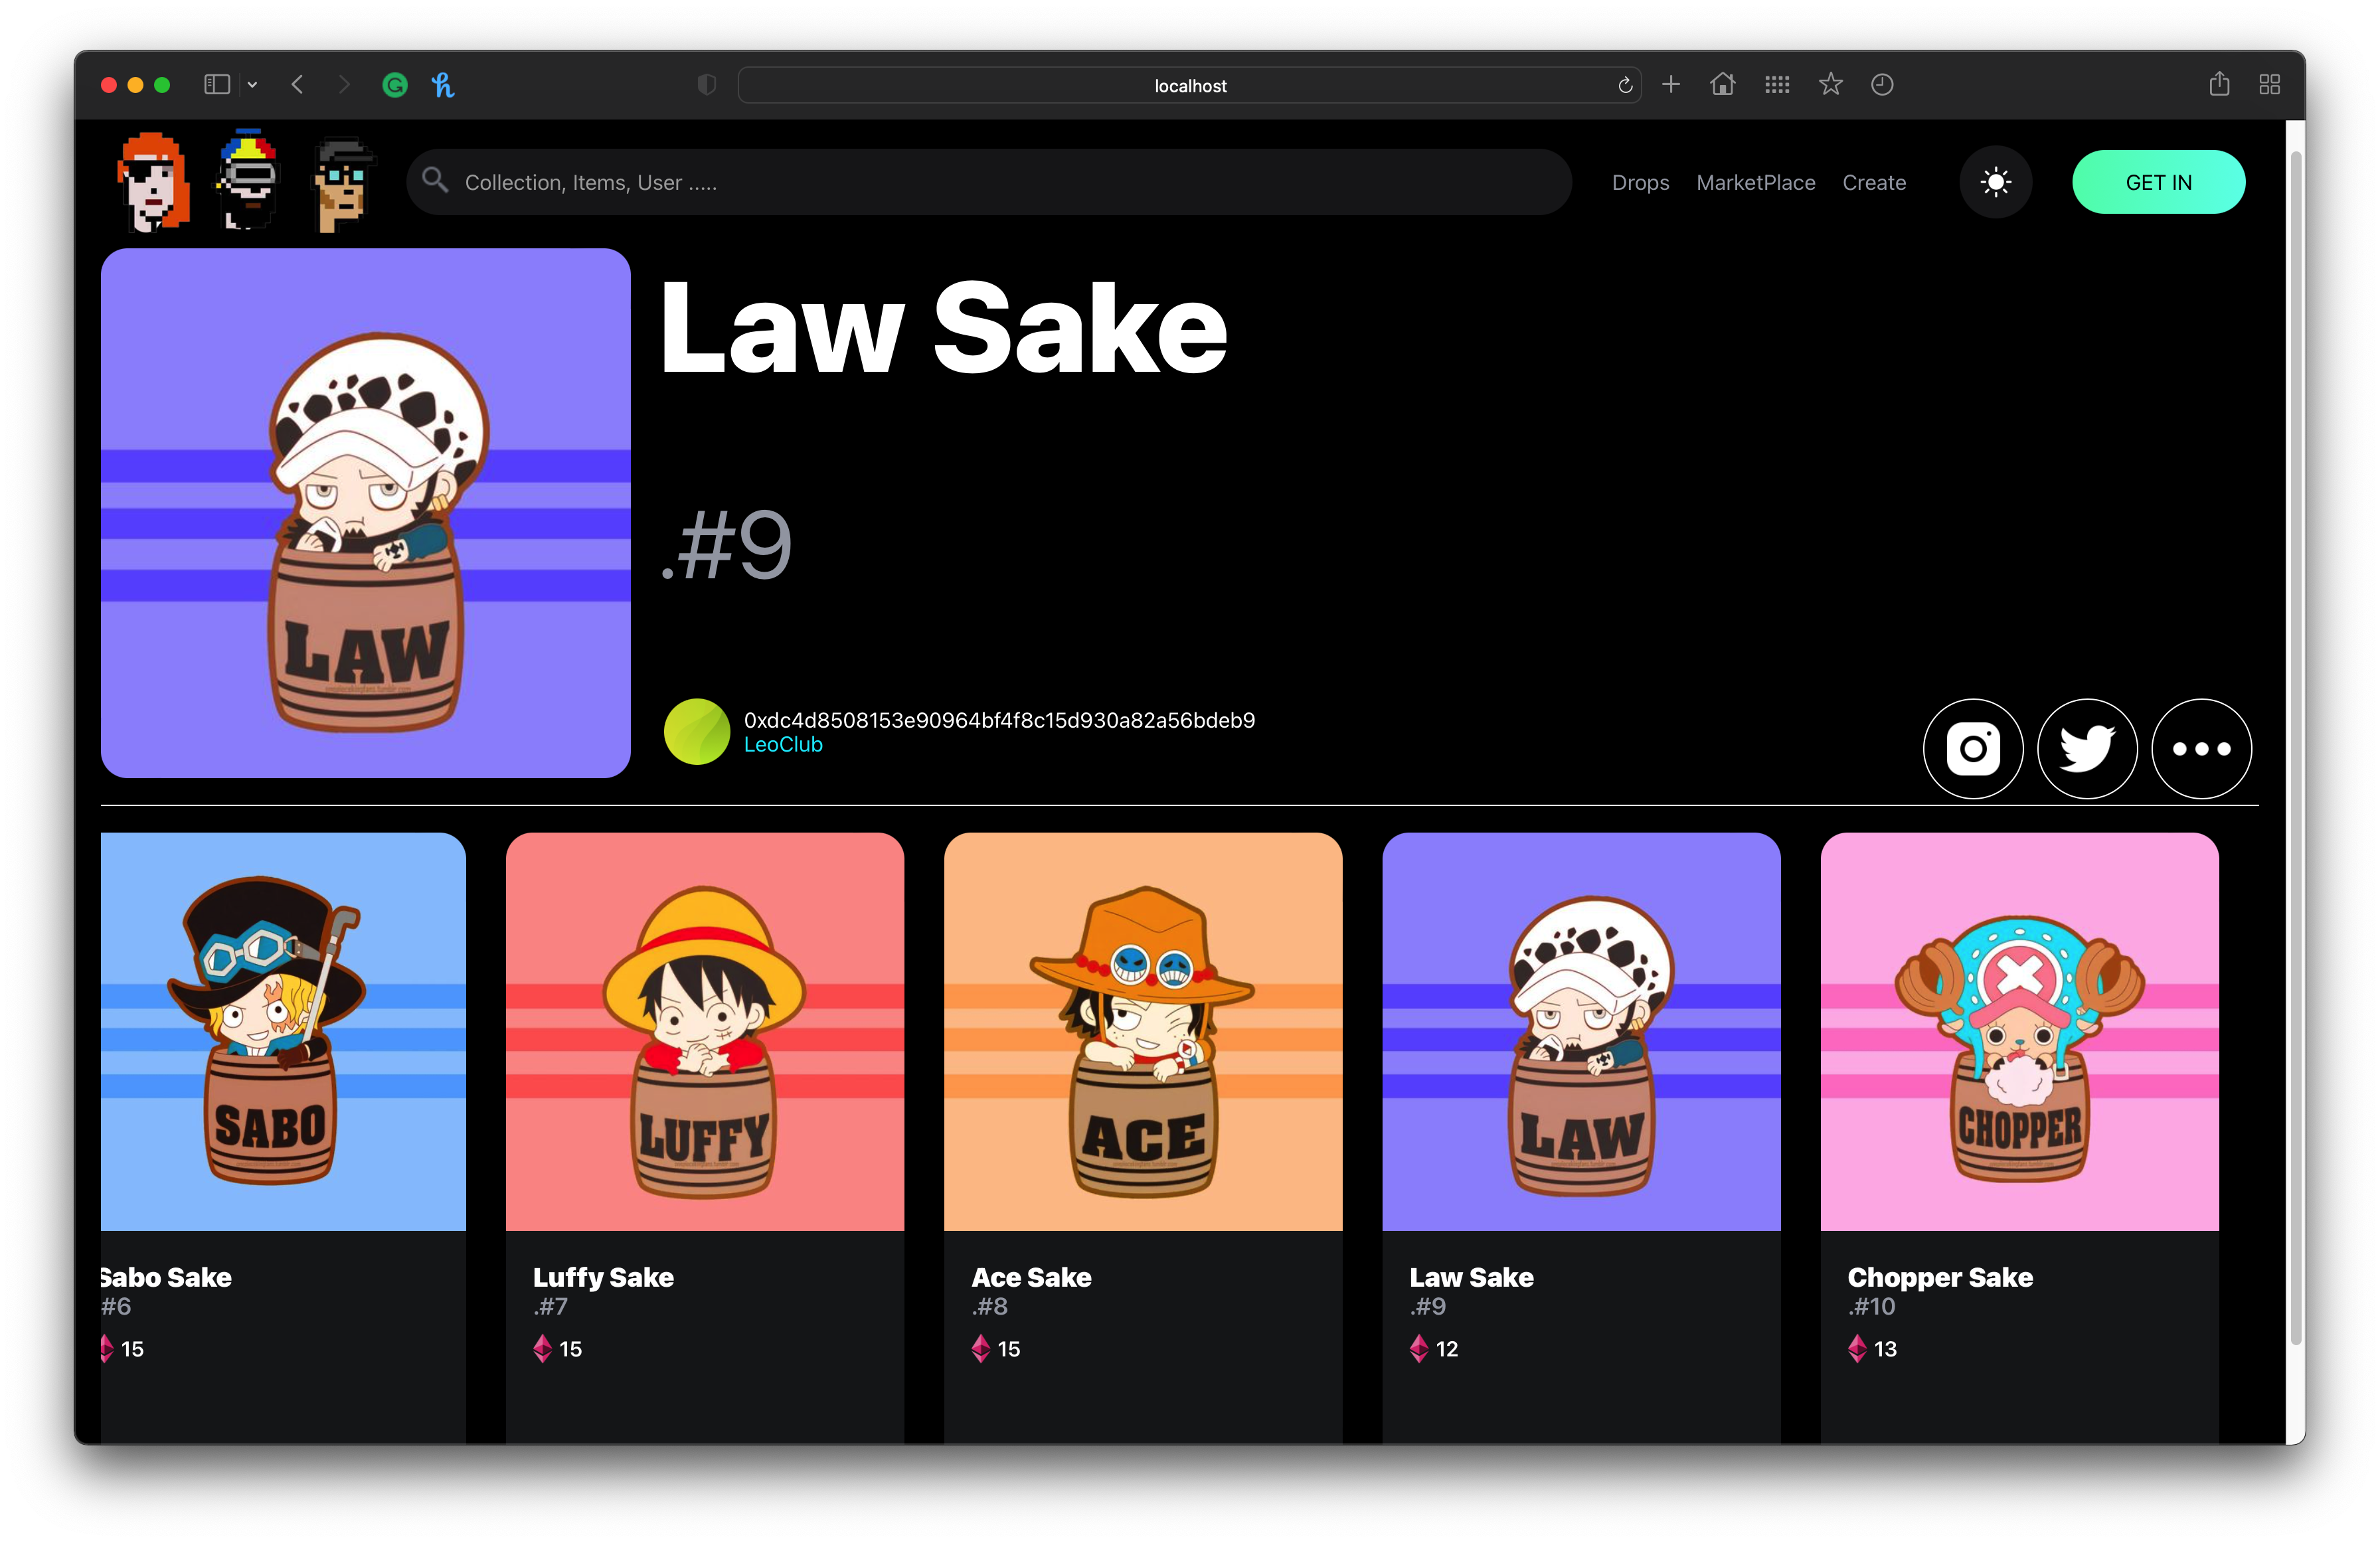 localhost
Collection, Items, User .....
Drops MarketPlace Create
GET IN
Law Sake
.#9
LAW
0xdc4d8508153e90964bf4f8c15d930a82a56bdeb9
LeoClub
SABO
LUFFY
ACE
LAW
CHOPPER
Sabo Sake
#6
15
Luffy Sake
.#7
15
Ace Sake
.#8
15
Law Sake
.#9
12
Chopper Sake
.#10
13